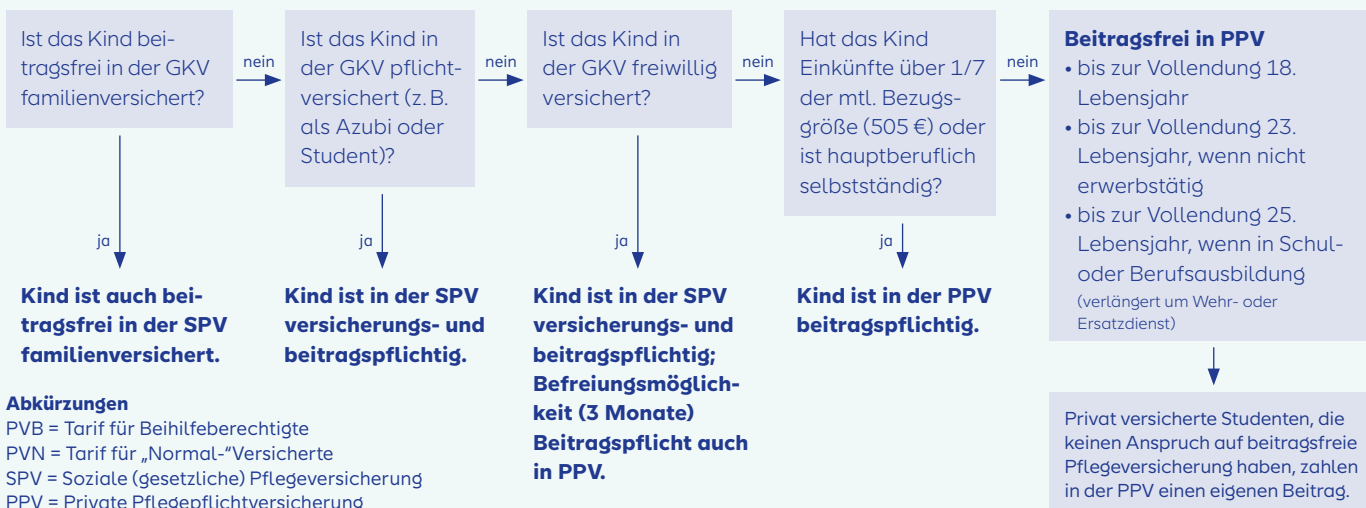 Ist das Kind bei-
tragsfrei in der GKV
familienversichert?
nein
Ist das Kind in
der GKV pflicht-
versichert (z. B.
als Azubi oder
Student)?
nein
Ist das Kind in
der GKV freiwillig
versichert?
nein
Hat das Kind
Einkünfte über 1/7
der mtl. Bezugs-
größe (505 €) oder
ist hauptberuflich
selbstständig?
nein
Beitragsfrei in PPV
• bis zur Vollendung 18.
Lebensjahr
• bis zur Vollendung 23.
Lebensjahr, wenn nicht
erwerbstätig
• bis zur Vollendung 25.
Lebensjahr, wenn in Schul-
oder Berufsausbildung
(verlängert um Wehr- oder
Ersatzdienst)
ja
Kind ist auch bei-
tragsfrei in der SPV
familienversichert.
ja
Kind ist in der SPV
versicherungs- und
beitragspflichtig.
ja
Kind ist in der SPV
versicherungs- und
beitragspflichtig;
Befreiungsmöglich-
keit (3 Monate)
Beitragspflicht auch
in PPV.
ja
Kind ist in der PPV
beitragspflichtig.
Privat versicherte Studenten, die
keinen Anspruch auf beitragsfreie
Pflegeversicherung haben, zahlen
in der PPV einen eigenen Beitrag.
Abkürzungen
PVB = Tarif für Beihilfeberechtigte
PVN = Tarif für „Normal-“Versicherte
SPV = Soziale (gesetzliche) Pflegeversicherung
PPV = Private Pflegepflichtversicherung